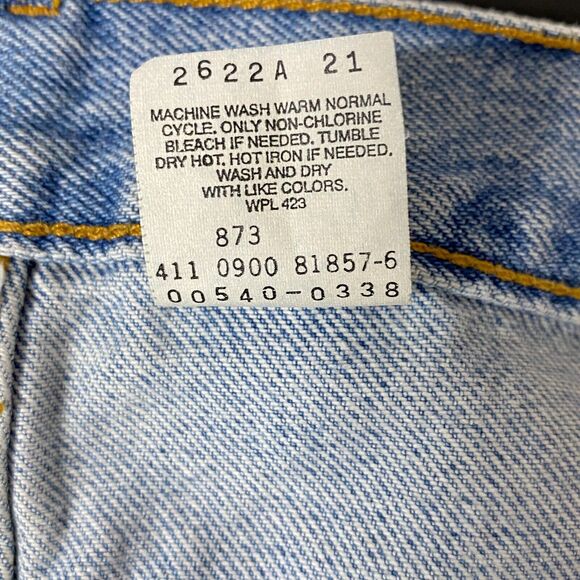 2622A 21
MACHINE WASH WARM NORMAL
CYCLE. ONLY NON-CHLORINE
BLEACH IF NEEDED. TUMBLE
DRY HOT. HOT IRON IF NEEDED.
WASH AND DRY
WITH LIKE COLORS.
WPL 423
873
411 0900 81857-6
00540-0338